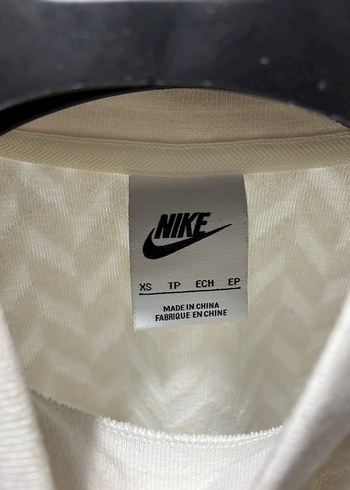 NIKE
XS TP ECH EP
MADE IN CHINA
FABRIQUE EN CHINE